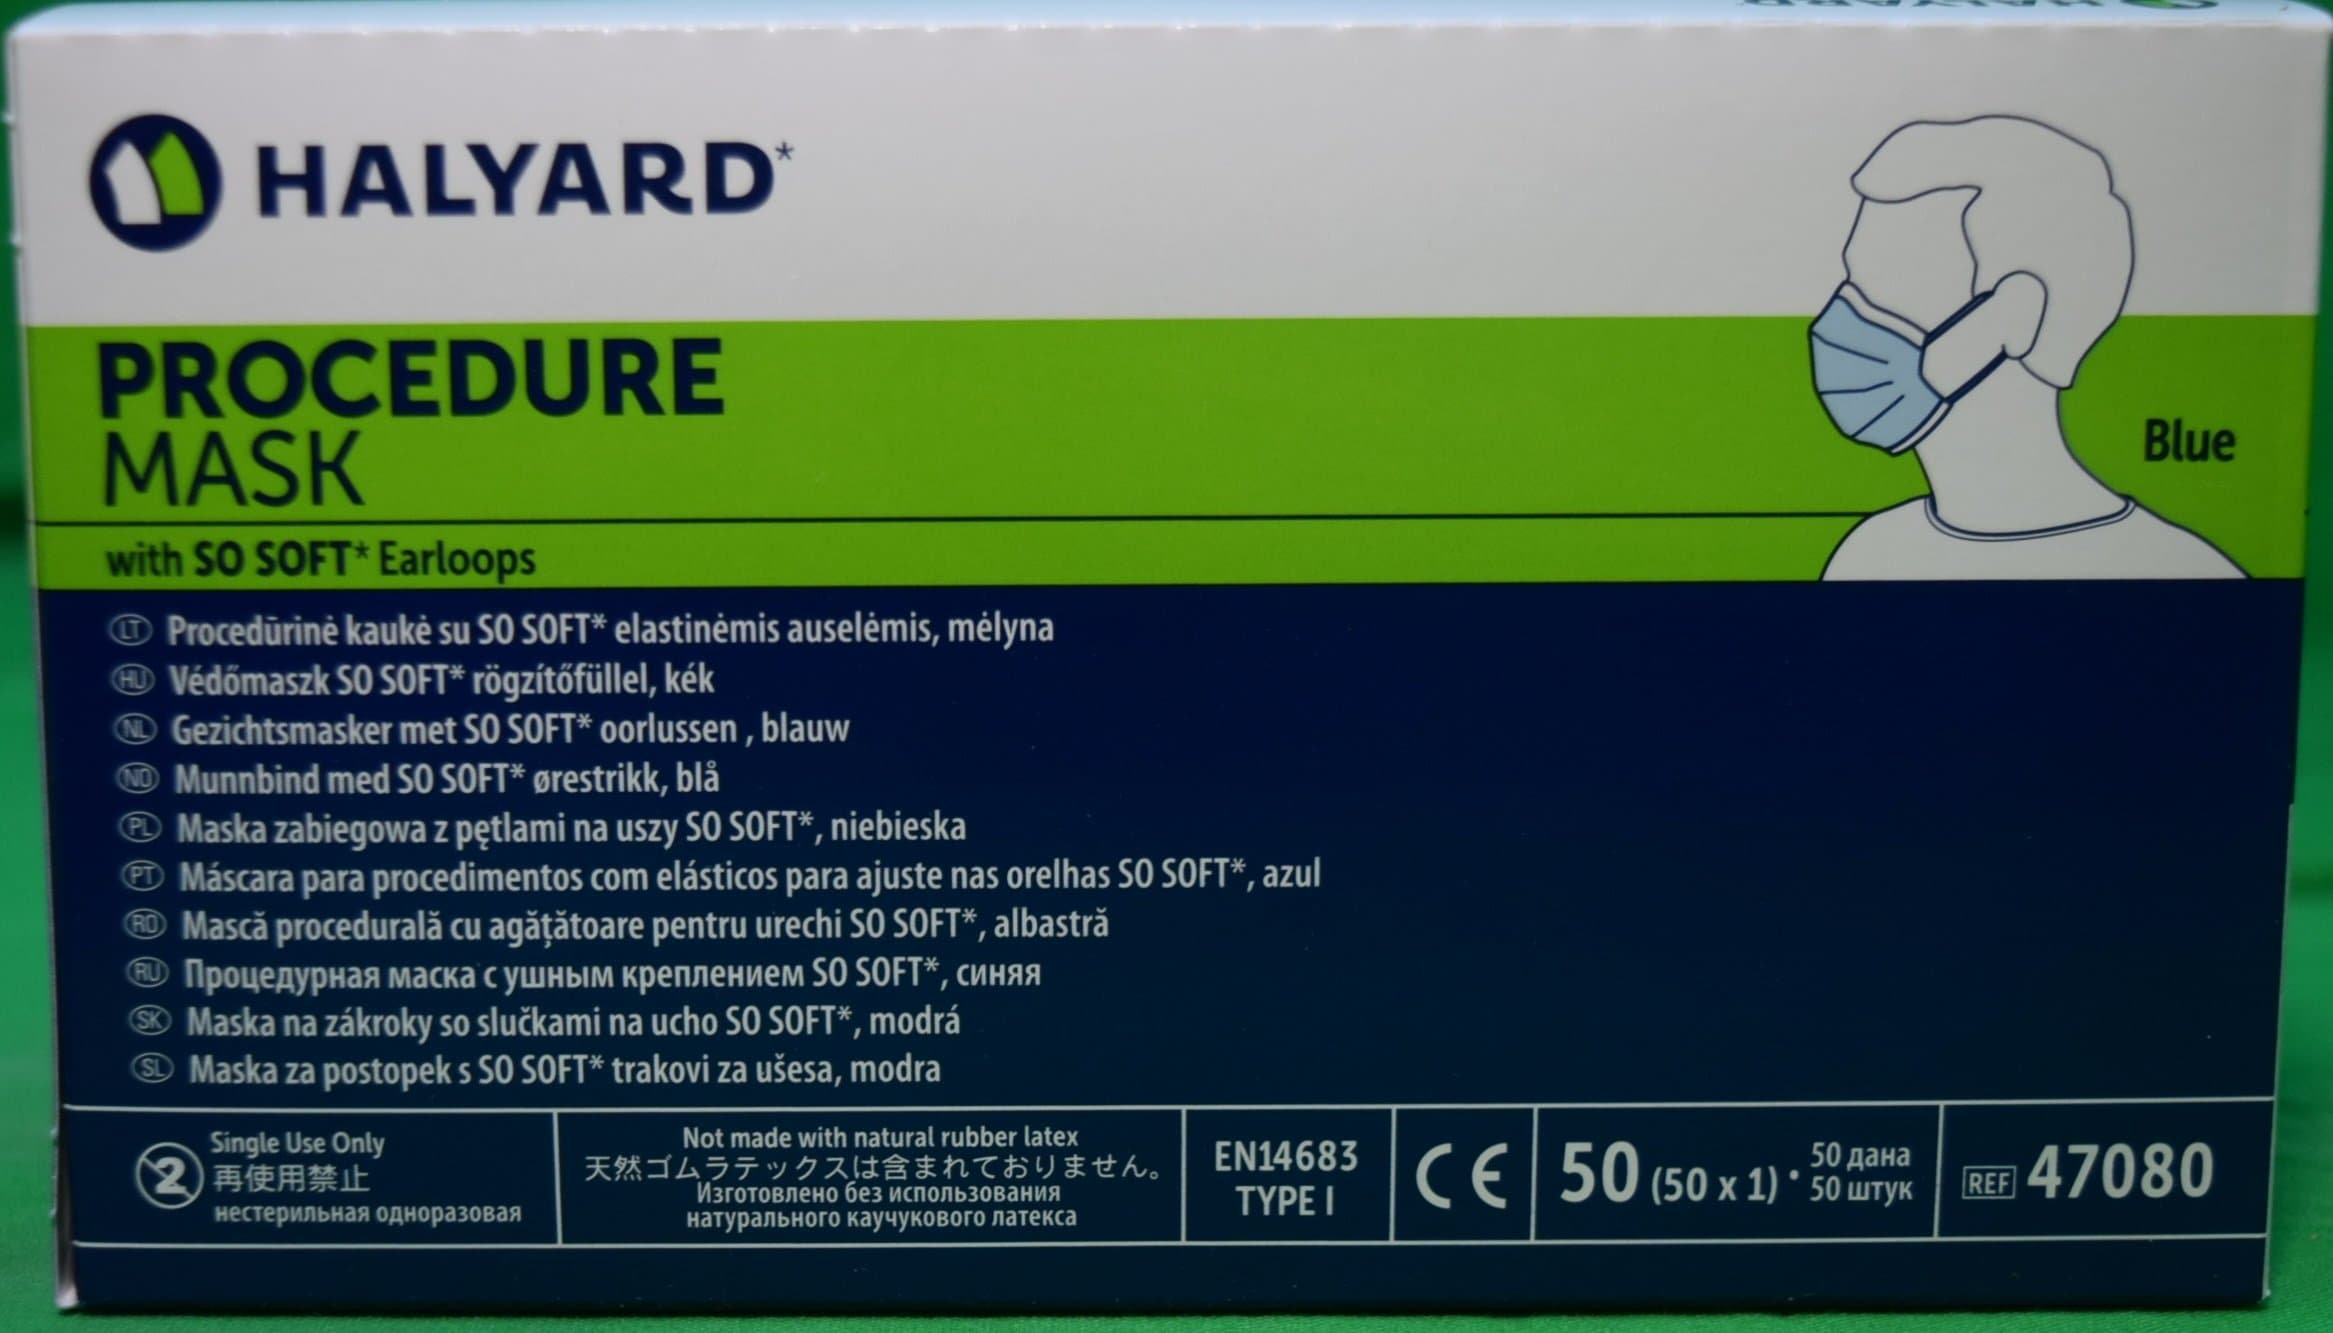 HALYARD
HALYARD*
PROCEDURE
MASK
Blue
with SO SOFT* Earloops
LT Procedūrinė kaukė su SO SOFT* elastinėmis auselėmis, mėlyna
HU Védőmaszk SO SOFT* rögzítőfüllel, kék
NL Gezichtsmasker met SO SOFT* oorlussen , blauw
NO Munnbind med SO SOFT* ørestrikk, blå
PL Maska zabiegowa z pętlami na uszy SO SOFT*, niebieska
PT Máscara para procedimentos com elásticos para ajuste nas orelhas SO SOFT*, azul
RO Mască procedurală cu agățătoare pentru urechi SO SOFT*, albastră
RU Процедурная маска с ушным креплением SO SOFT*, синяя
SK Maska na zákroky so slučkami na ucho SO SOFT*, modrá
SL Maska za postopek s SO SOFT* trakovi za ušesa, modra
2
Single Use Only
再使用禁止
нестерильная одноразовая
Not made with natural rubber latex
天然ゴムラテックスは含まれておりません。
Изготовлено без использования
натурального каучукового латекса
EN14683
TYPE I
CE
50 (50 x 1) •
50 дана
50 штук
REF 47080